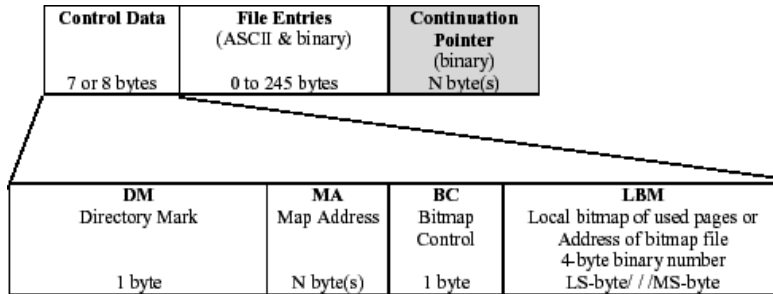 Control Data
7 or 8 bytes
File Entries
(ASCII & binary)
0 to 245 bytes
Continuation
Pointer
(binary)
N byte(s)
DM
Directory Mark
1 byte
MA
Map Address
N byte(s)
BC
Bitmap
Control
1 byte
LBM
Local bitmap of used pages or
Address of bitmap file
4-byte binary number
LS-byte/ / /MS-byte